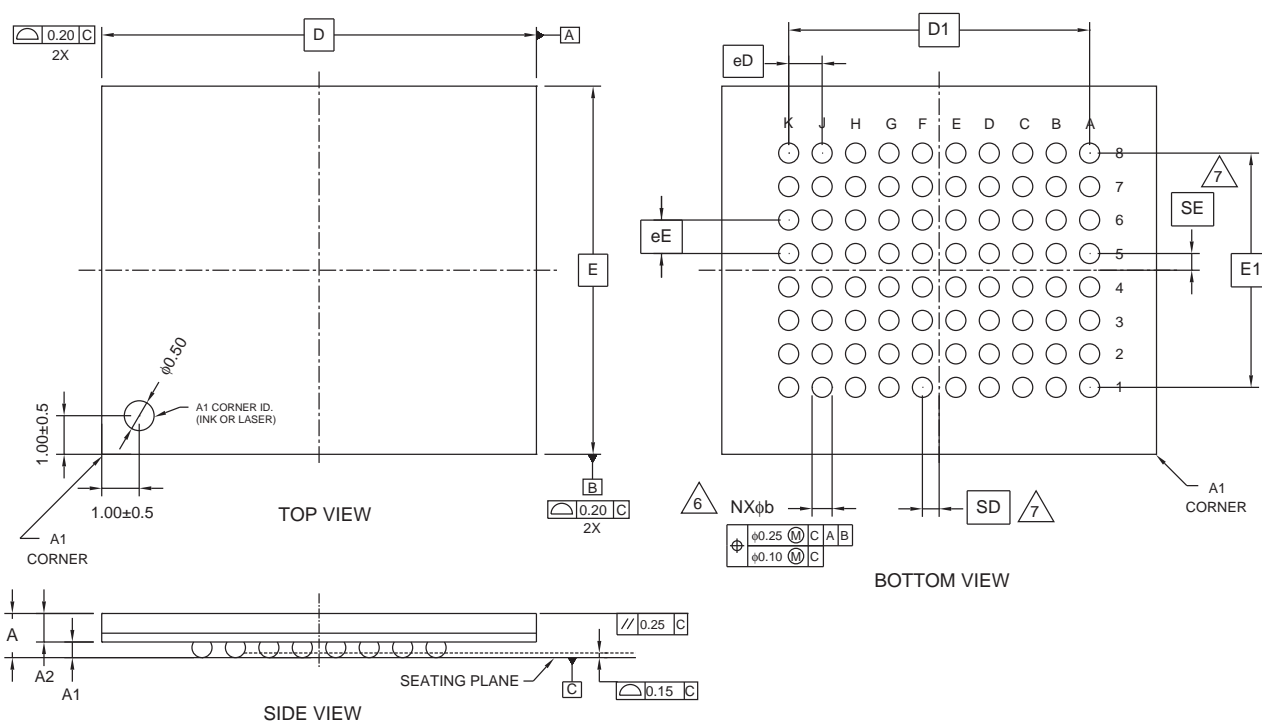 0.20 C
2X
D
A
E
φ0.50
A1 CORNER ID.
(INK OR LASER)
1.00±0.5
1.00±0.5
A1
CORNER
TOP VIEW
B
0.20 C
2X
D1
eD
K J H G F E D C B A
8
7
6
5
4
3
2
1
eE
7
SE
E1
6 NXφb
φ0.25 M C A B
φ0.10 M C
SD 7
A1
CORNER
BOTTOM VIEW
A
A2
A1
// 0.25 C
SEATING PLANE
C
0.15 C
SIDE VIEW